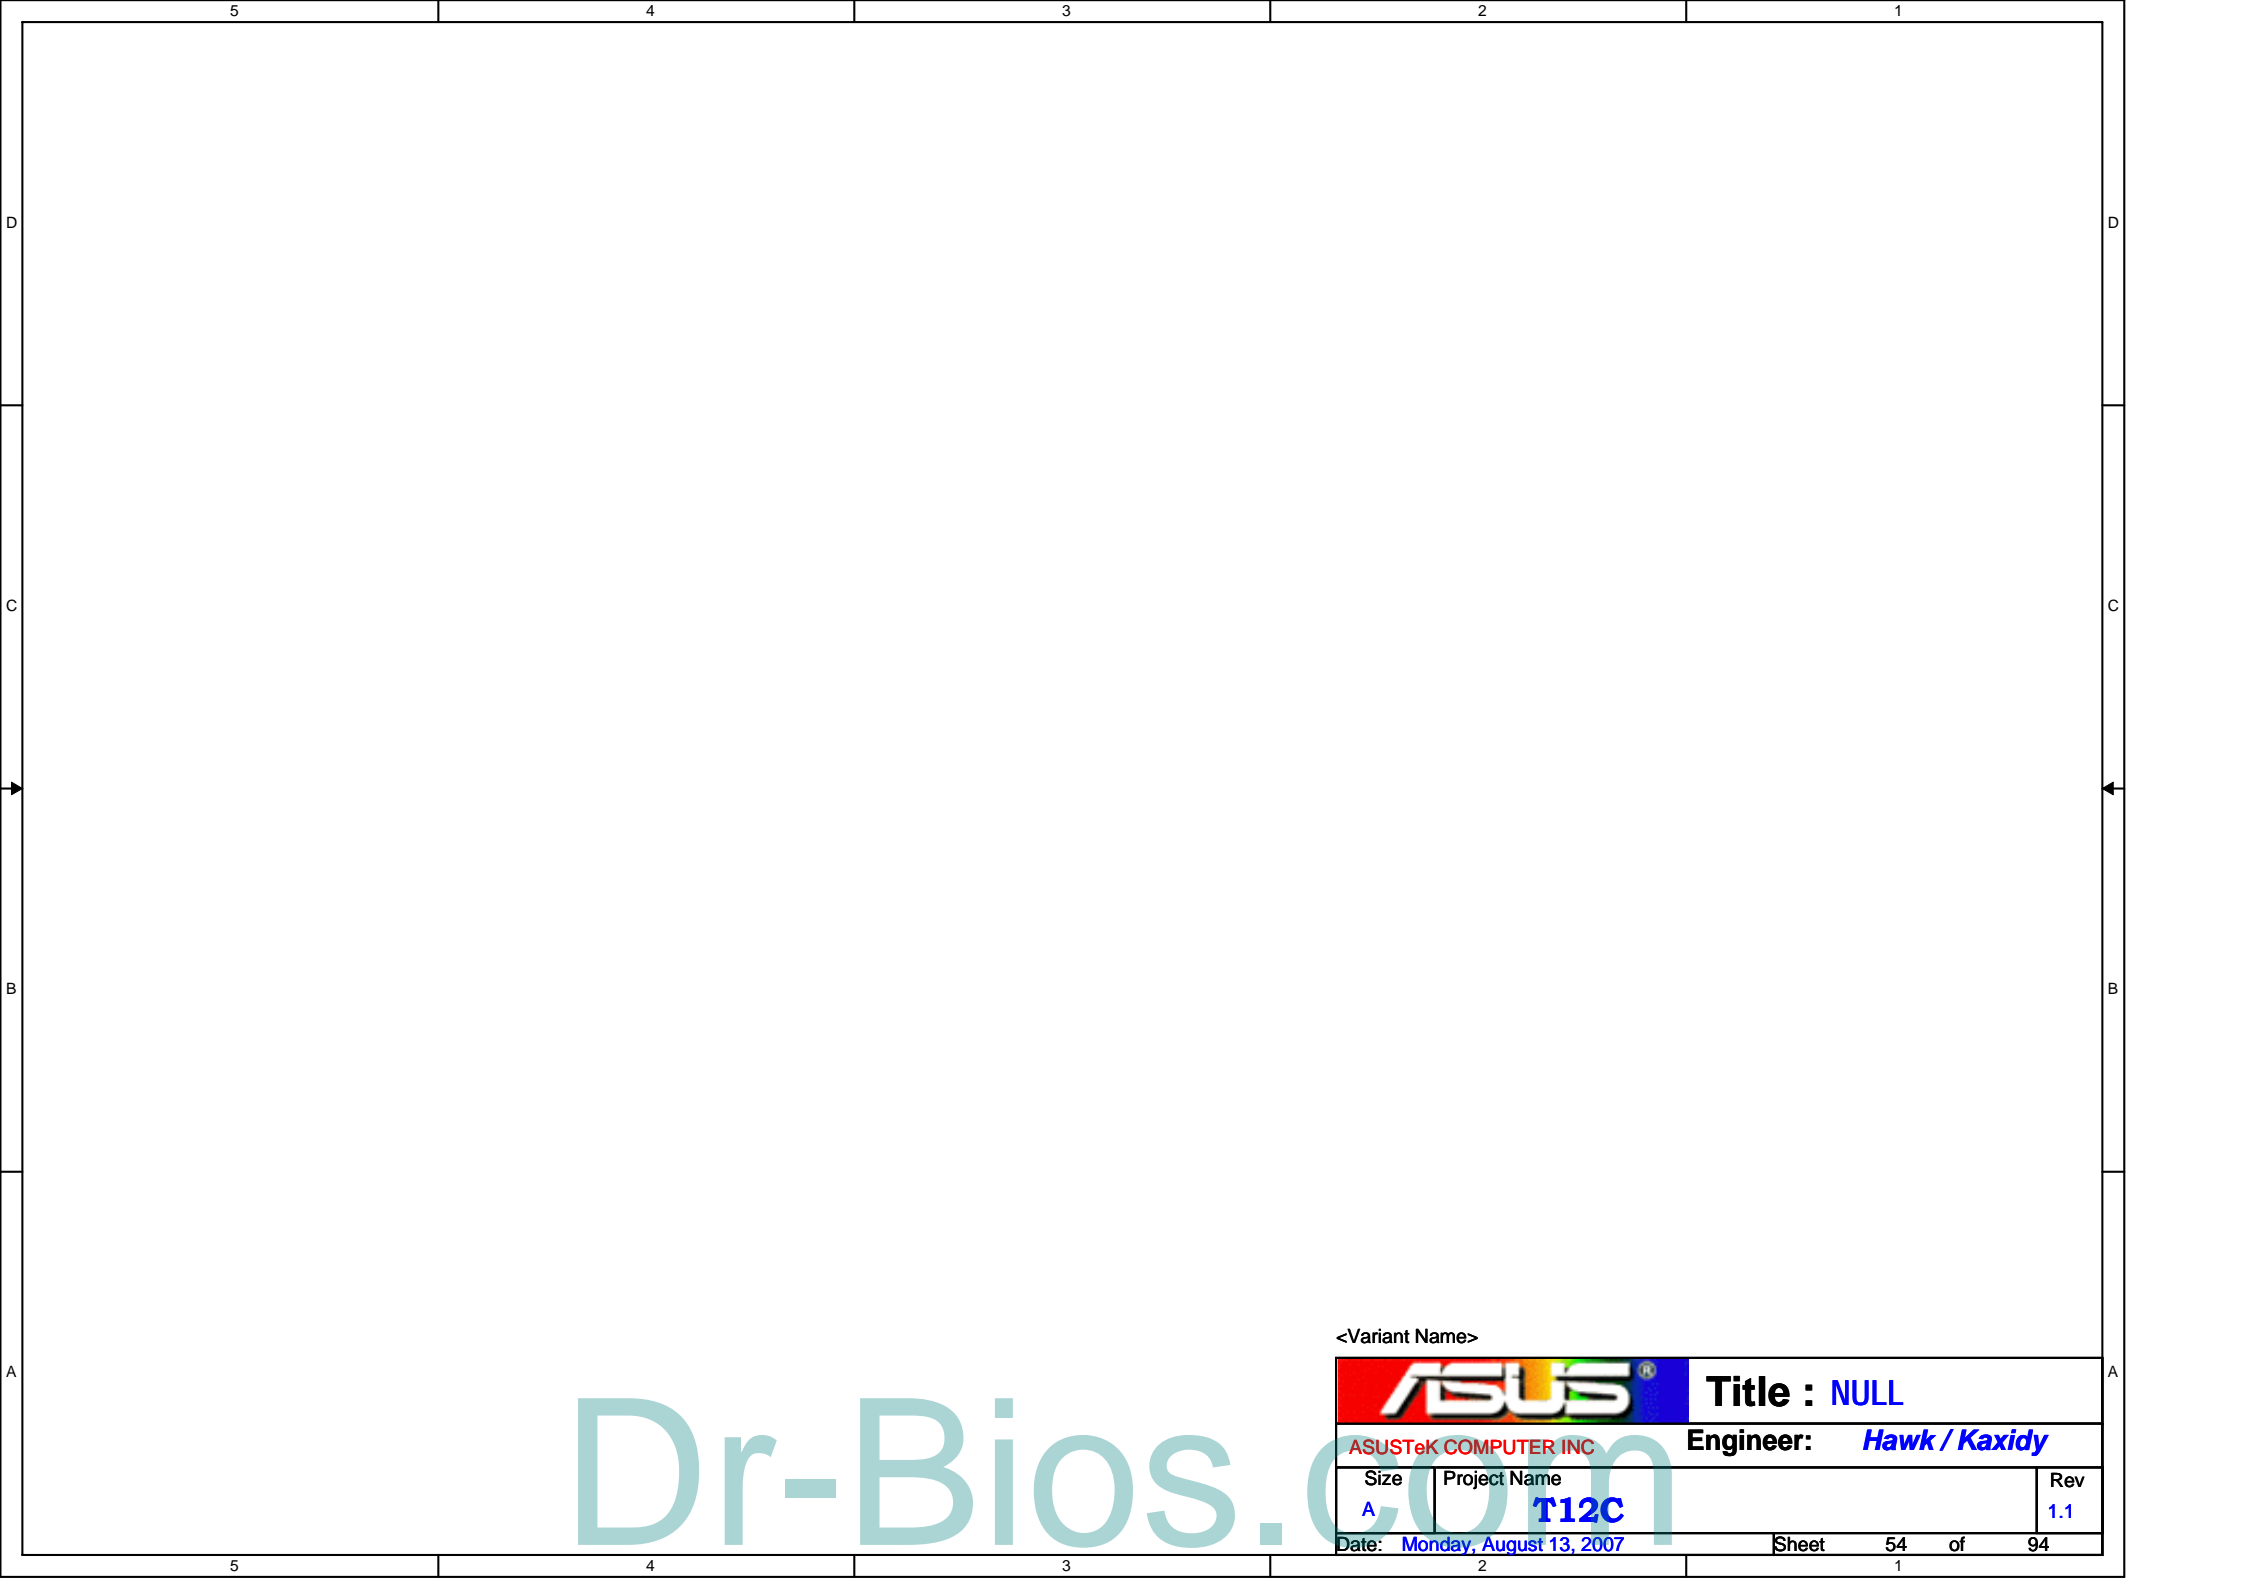 5 4 3 2 1
D D
C C
B B
<Variant Name>
A A
ASUS®
Title : NULL
ASUSTeK COMPUTER INC
Engineer: Hawk / Kaxidy
Size Project Name Rev
A T12C 1.1
Date: Monday, August 13, 2007 Sheet 54 of 94
Dr-Bios.com
5 4 3 2 1